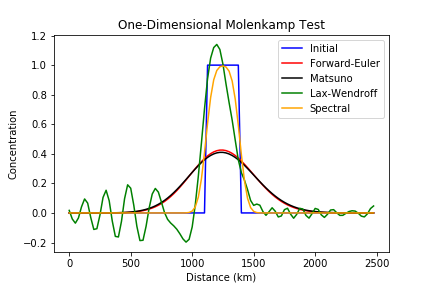 One-Dimensional Molenkamp Test
Initial
Forward-Euler
Matsuno
Lax-Wendroff
Spectral
Concentration
1.2
1.0
0.8
0.6
0.4
0.2
0.0
−0.2
0
500
1000
1500
2000
2500
Distance (km)